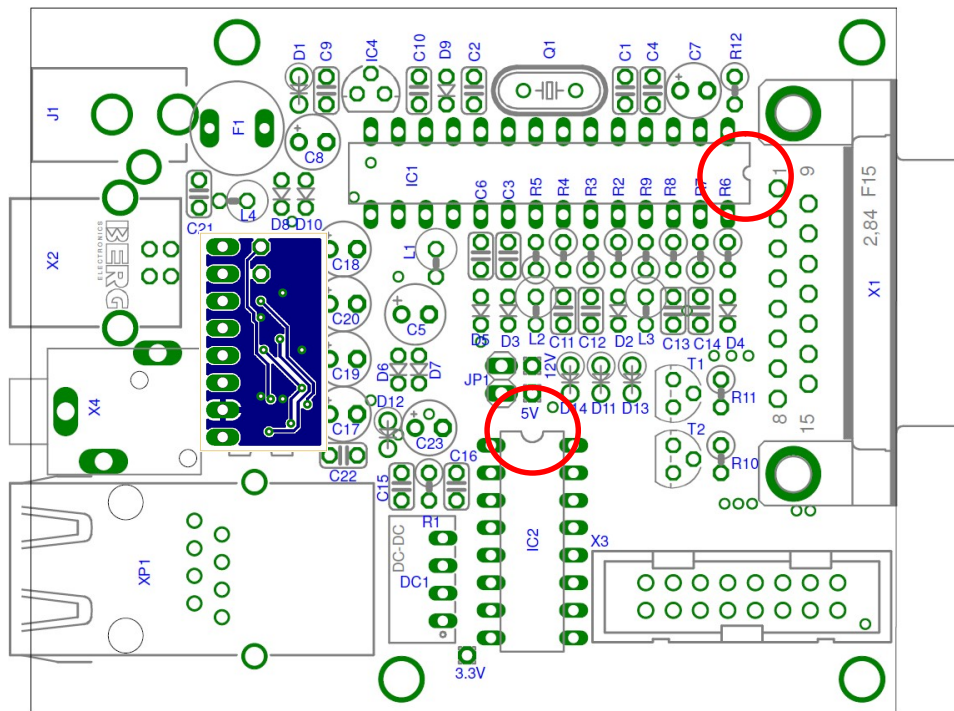 D1
C9
IC4
C10
D9
C2
Q1
C1
C4
C7
R12
+
J1
F1
+
C8
IC1
C6
C3
R5
R4
R3
R2
R9
R8
R7
R6
1
9
2,84 F15
X1
8
15
C21
L4
D8
D10
X2
ELECTRONICS
BERG
+
C18
L1
+
C20
+
C5
D5
D3
L2
C11
C12
D2
L3
C13
C14
D4
+
C19
D6
D7
JP1
12V
5V
D14
D11
D13
T1
R11
X4
+
C17
D12
+
C23
T2
R10
C22
C15
R1
C16
XP1
DC-DC
DC1
IC2
X3
3.3V